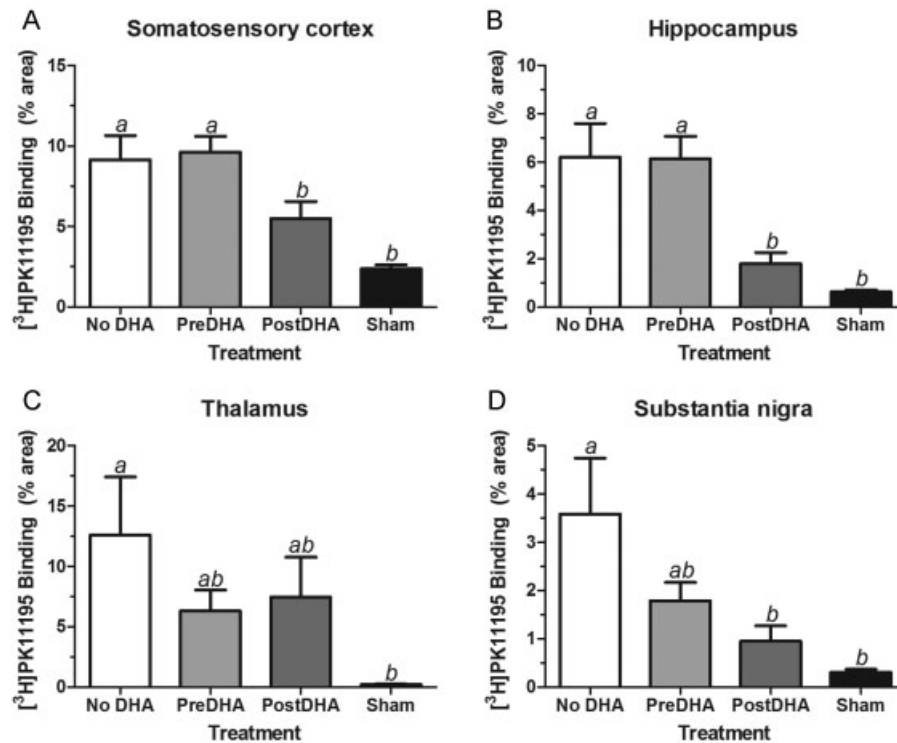 A
Somatosensory cortex
[³H]PK11195 Binding (% area)
15
10
5
0
a
a
b
b
No DHA PreDHA PostDHA Sham
Treatment
B
Hippocampus
[³H]PK11195 Binding (% area)
10
8
6
4
2
0
a
a
b
b
No DHA PreDHA PostDHA Sham
Treatment
C
Thalamus
[³H]PK11195 Binding (% area)
20
15
10
5
0
a
ab
ab
b
No DHA PreDHA PostDHA Sham
Treatment
D
Substantia nigra
[³H]PK11195 Binding (% area)
5
4
3
2
1
0
a
ab
b
b
No DHA PreDHA PostDHA Sham
Treatment